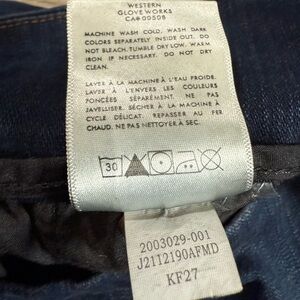 WESTERN
GLOVE WORKS
CA# 00506
MACHINE WASH COLD. WASH DARK
COLORS SEPARATELY INSIDE OUT. DO
NOT BLEACH. TUMBLE DRY LOW. WARM
IRON IF NECESSARY. DO NOT DRY
CLEAN.
LAVER À LA MACHINE À L'EAU FROIDE.
LAVER À L'ENVERS LES COULEURS
FONCÉES SÉPARÉMENT. NE PAS
JAVELLISER. SÉCHER À LA MACHINE À
CYCLE DÉLICAT. REPASSER AU FER
CHAUD. NE PAS NETTOYER À SEC.
30
2003029-001
J2112190AFMD
KF27